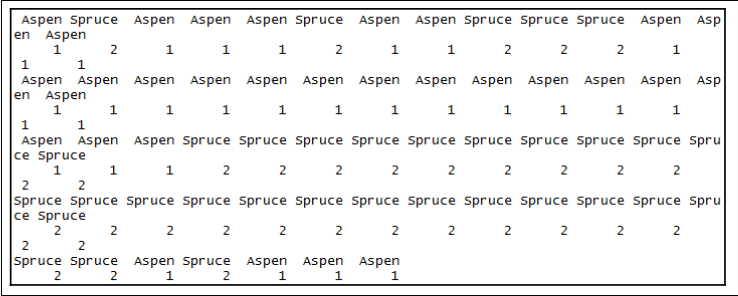 Aspen Spruce  Aspen  Aspen  Aspen Spruce  Aspen  Aspen Spruce Spruce Spruce  Aspen  Asp
en  Aspen
1 2 1 1 1 2 1 1 2 2 2 1
1 1
Aspen  Aspen  Aspen  Aspen  Aspen  Aspen  Aspen  Aspen  Aspen  Aspen  Aspen  Aspen  Asp
en  Aspen
1 1 1 1 1 1 1 1 1 1 1 1
1 1
Aspen  Aspen  Aspen Spruce Spruce Spruce Spruce Spruce Spruce Spruce Spruce Spruce Spru
ce Spruce
1 1 1 2 2 2 2 2 2 2 2 2
2 2
Spruce Spruce Spruce Spruce Spruce Spruce Spruce Spruce Spruce Spruce Spruce Spruce Spru
ce Spruce
2 2 2 2 2 2 2 2 2 2 2 2
2 2
Spruce Spruce  Aspen Spruce  Aspen  Aspen  Aspen
2 2 1 2 1 1 1